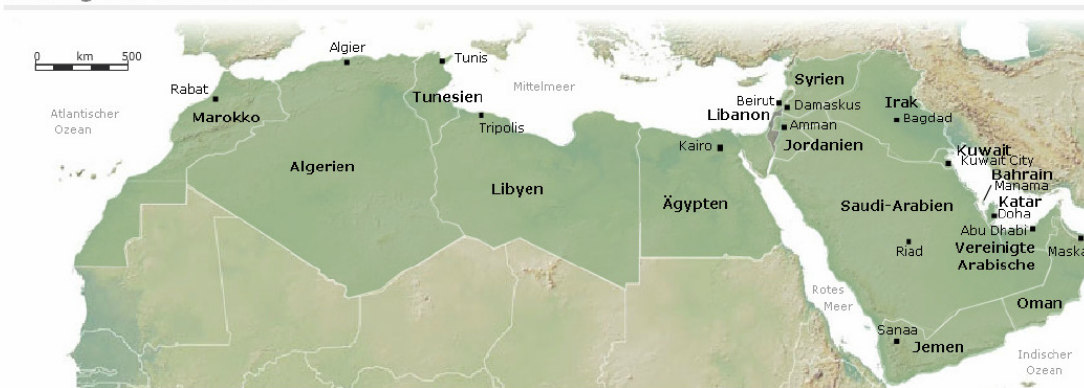 0 km 500
Algier
Tunis
Mittelmeer
Rabat
Marokko
Atlantischer
Ozean
Tunesien
Tripolis
Algerien
Libyen
Kairo
Ägypten
Syrien
Beirut
Damaskus
Libanon
Irak
Bagdad
Amman
Jordanien
Kuwait
Kuwait City
Bahrain
Manama
Katar
Doha
Saudi-Arabien
Abu Dhabi
Riad
Vereinigte
Arabische
Maska
Rotes
Meer
Oman
Sanaa
Jemen
Indischer
Ozean